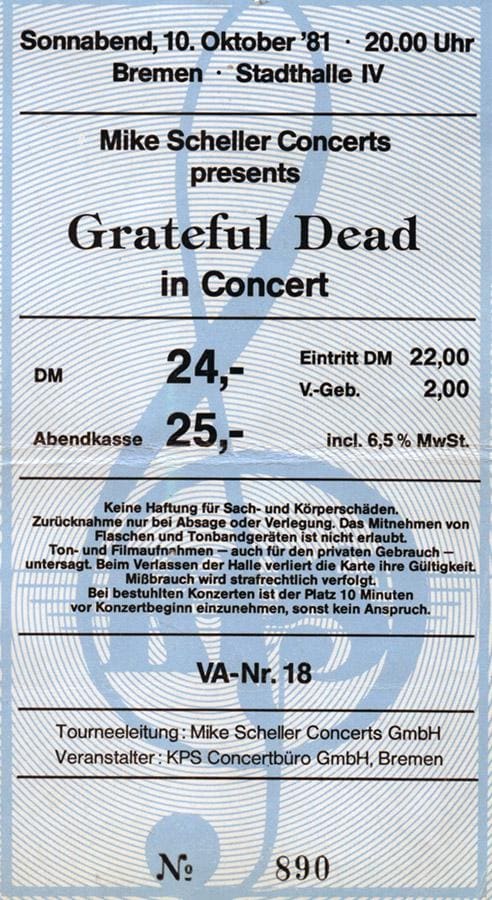 Sonnabend, 10. Oktober '81 · 20.00 Uhr
Bremen · Stadthalle IV
Mike Scheller Concerts
presents
Grateful Dead
in Concert
DM 24,- Eintritt DM 22,00
V.-Geb. 2,00
Abendkasse 25,- incl. 6,5% MwSt.
Keine Haftung für Sach- und Körperschäden.
Zurücknahme nur bei Absage oder Verlegung. Das Mitnehmen von
Flaschen und Tonbandgeräten ist nicht erlaubt.
Ton- und Filmaufnahmen — auch für den privaten Gebrauch —
untersagt. Beim Verlassen der Halle verliert die Karte ihre Gültigkeit.
Mißbrauch wird strafrechtlich verfolgt.
Bei bestuhlten Konzerten ist der Platz 10 Minuten
vor Konzertbeginn einzunehmen, sonst kein Anspruch.
VA-Nr. 18
Tourneeleitung: Mike Scheller Concerts GmbH
Veranstalter: KPS Concertbüro GmbH, Bremen
№ 890